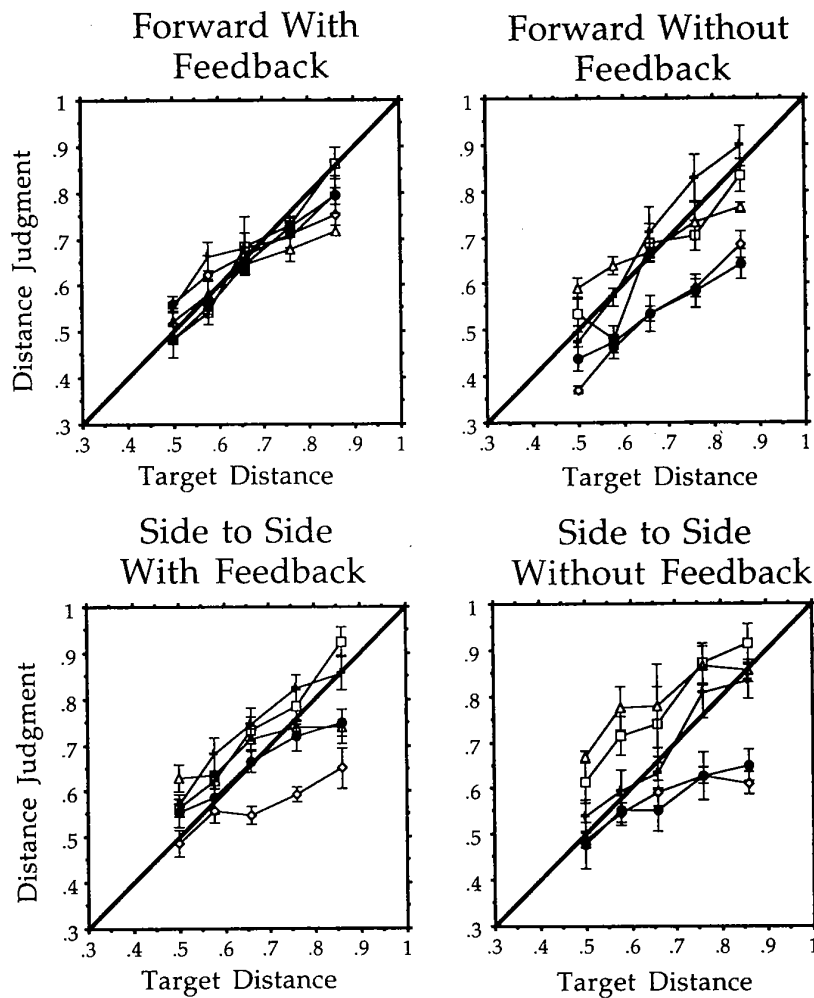 Forward With
Feedback
Forward Without
Feedback
1
.9
.8
.7
.6
.5
.4
.3
Distance Judgment
.3 .4 .5 .6 .7 .8 .9 1
Target Distance
1
.9
.8
.7
.6
.5
.4
.3
.3 .4 .5 .6 .7 .8 .9 1
Target Distance
Side to Side
With Feedback
Side to Side
Without Feedback
1
.9
.8
.7
.6
.5
.4
.3
Distance Judgment
.3 .4 .5 .6 .7 .8 .9 1
Target Distance
1
.9
.8
.7
.6
.5
.4
.3
.3 .4 .5 .6 .7 .8 .9 1
Target Distance